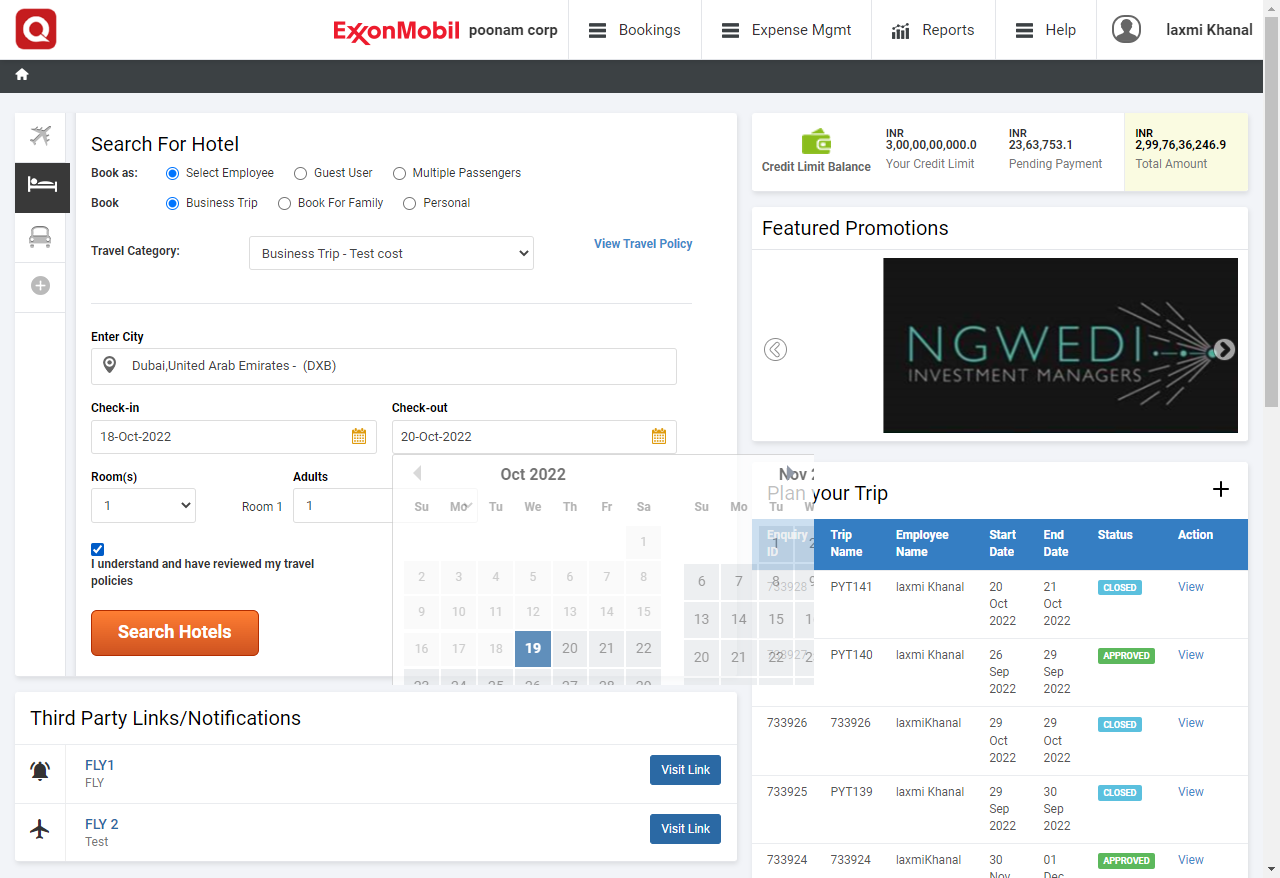 Q
ExxonMobil
poonam corp
Bookings
Expense Mgmt
Reports
Help
laxmi Khanal
Search For Hotel
Book as:
Select Employee
Guest User
Multiple Passengers
Book
Business Trip
Book For Family
Personal
Travel Category:
Business Trip - Test cost
View Travel Policy
Enter City
Dubai,United Arab Emirates - (DXB)
Check-in
Check-out
18-Oct-2022
20-Oct-2022
Room(s)
Adults
1
Room 1
1
I understand and have reviewed my travel
policies
Search Hotels
Oct 2022
Su Mo Tu We Th Fr Sa
1
2 3 4 5 6 7 8
9 10 11 12 13 14 15
16 17 18 19 20 21 22
23 24 25 26 27 28 29
Nov
Su Mo Tu W
1 2
6 7 8 9
13 14 15
20 21 22
Third Party Links/Notifications
FLY1
FLY
Visit Link
FLY 2
Test
Visit Link
Credit Limit Balance
INR
3,00,00,00,000.0
Your Credit Limit
INR
23,63,753.1
Pending Payment
INR
2,99,76,36,246.9
Total Amount
Featured Promotions
NGWEDI
INVESTMENT MANAGERS
Plan your Trip
Enquiry
ID
Trip
Name
Employee
Name
Start
Date
End
Date
Status
Action
733928
PYT141
laxmi Khanal
20
Oct
2022
21
Oct
2022
CLOSED
View
733927
PYT140
laxmi Khanal
26
Sep
2022
29
Sep
2022
APPROVED
View
733926
733926
laxmiKhanal
29
Oct
2022
29
Oct
2022
CLOSED
View
733925
PYT139
laxmi Khanal
29
Sep
2022
30
Sep
2022
CLOSED
View
733924
733924
laxmiKhanal
30
Nov
01
Dec
APPROVED
View